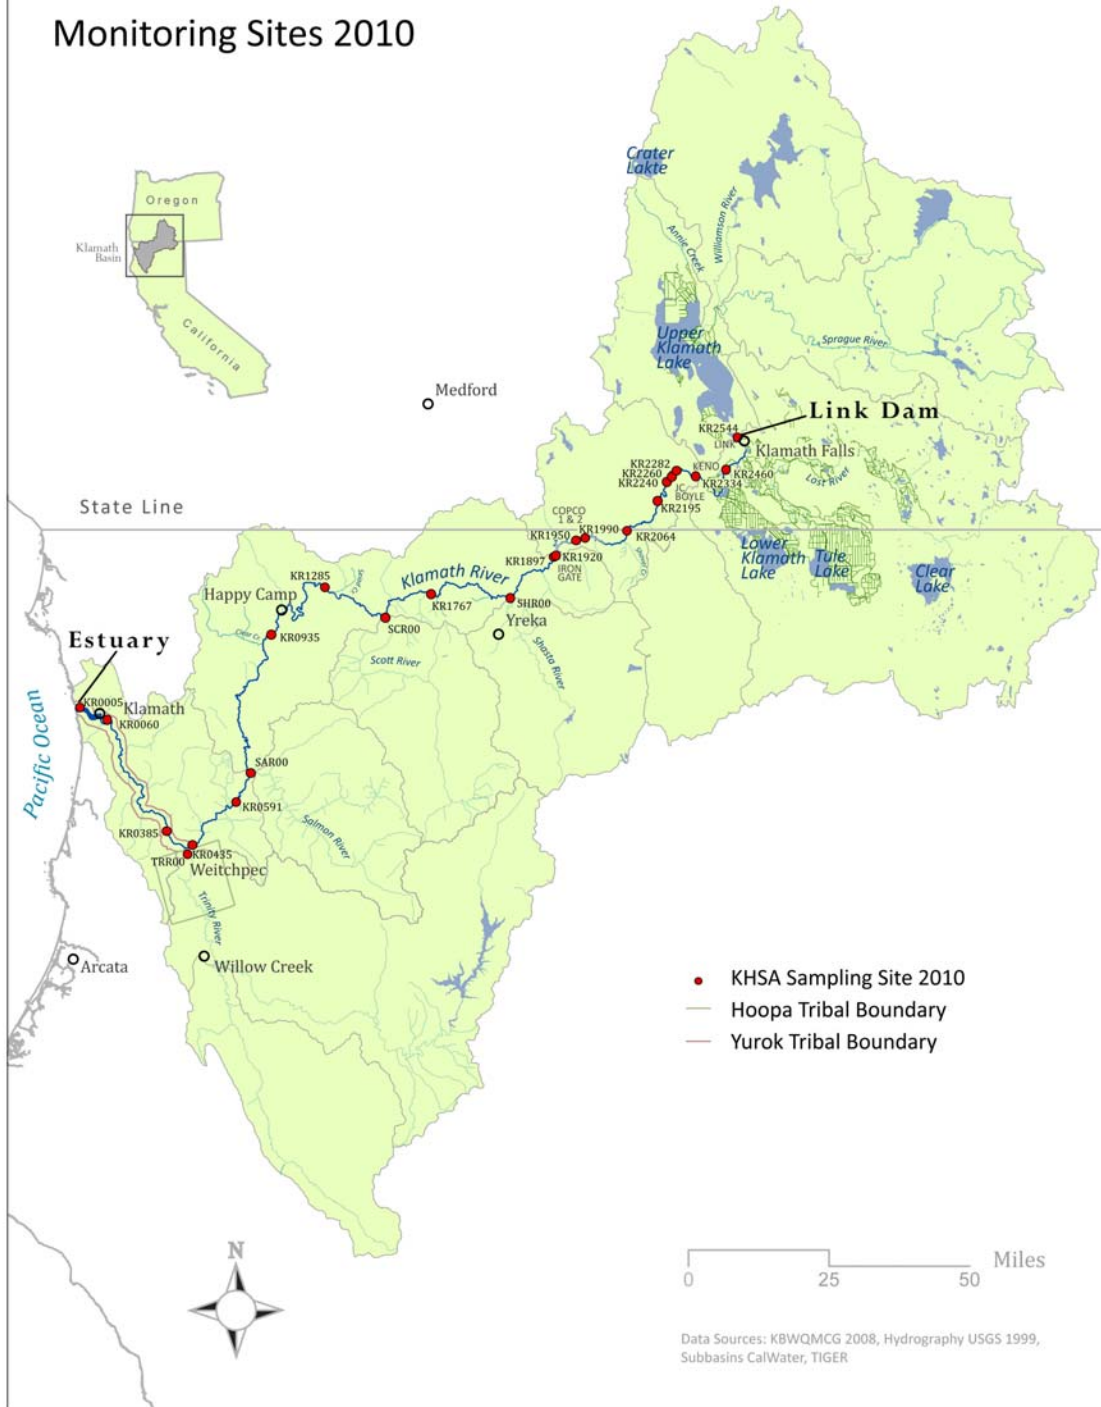 Monitoring Sites 2010
Crater
Lakte
Oregon
Klamath
Basin
California
Annie Creek
Williamson River
Upper
Klamath
Lake
Sprague River
Medford
Link Dam
KR2544
LINK
Klamath Falls
KR2282
KR2260
KR2240
KENO
KR2460
KR2334
Lost River
JC
BOYLE
KR2195
State Line
COPCO
1 & 2
KR1950
KR1990
KR2064
KR1897
KR1920
IRON
GATE
Lower
Klamath
Lake
Tule
Lake
Clear
Lake
KR1285
Klamath River
Happy Camp
KR1767
SHR00
SCR00
Yreka
Clear Cr.
KR0935
Scott River
Shasta River
Estuary
KR0005
Klamath
KR0060
Pacific Ocean
SAR00
KR0591
Salmon River
KR0385
KR0435
TRR00
Weitchpec
Trinity River
Arcata
Willow Creek
KHSA Sampling Site 2010
Hoopa Tribal Boundary
Yurok Tribal Boundary
N
Miles
0
25
50
Data Sources: KBWQMCG 2008, Hydrography USGS 1999,
Subbasins CalWater, TIGER